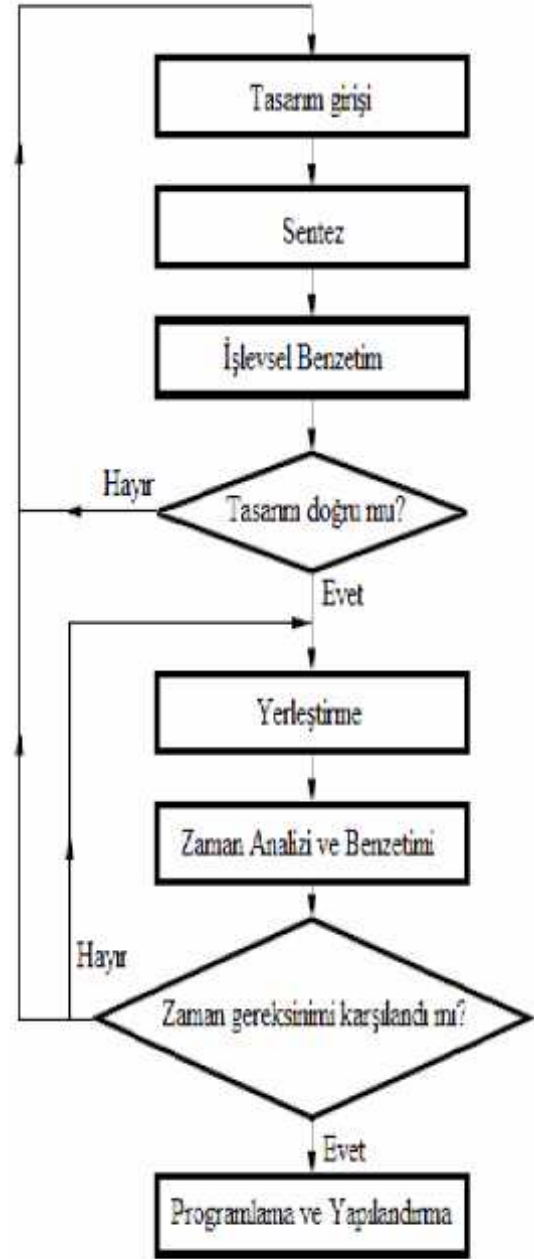 Tasarım girişi
Sentez
İşlevsel Benzetim
Hayır
Tasarım doğru mu?
Evet
Yerleştirme
Zaman Analizi ve Benzetimi
Hayır
Zaman gereksinimi karşılandı mı?
Evet
Programlama ve Yapılandırma